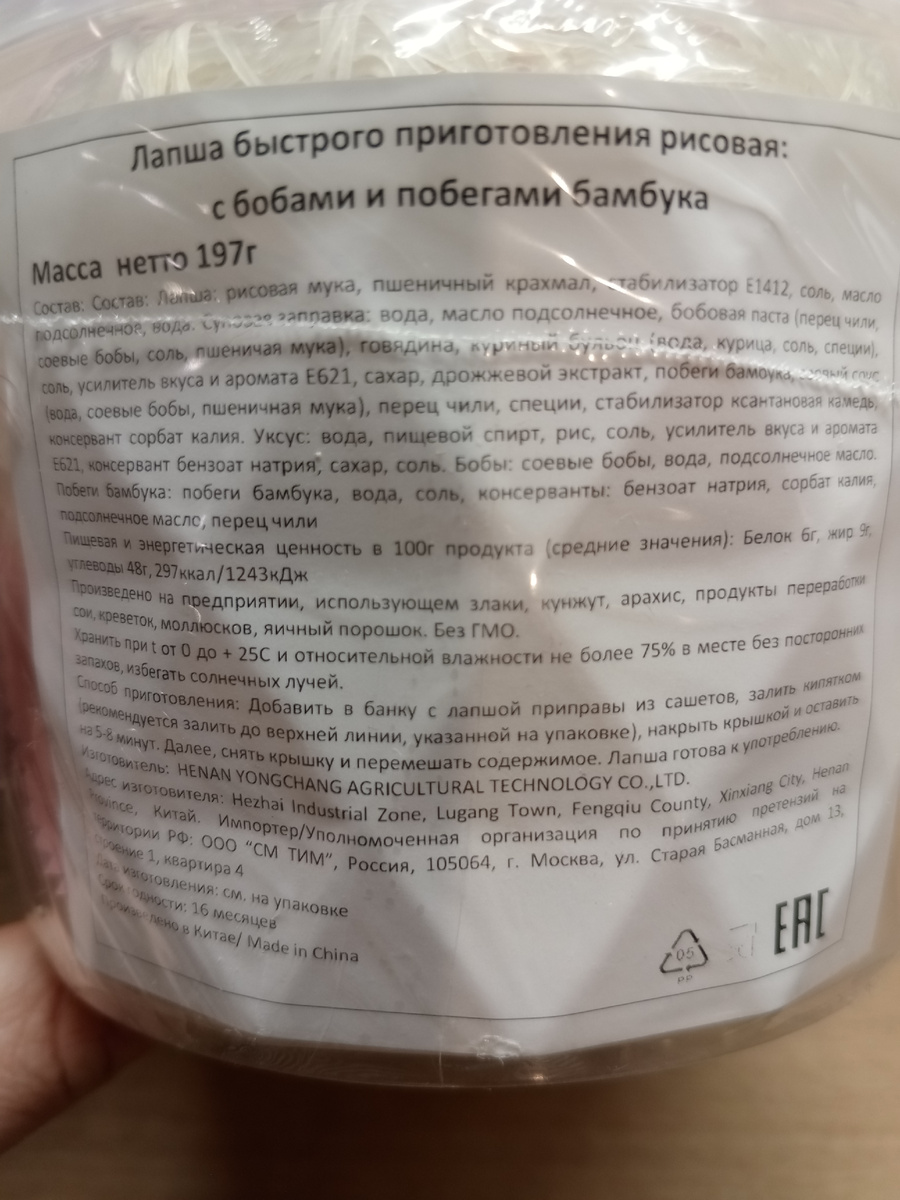 Лапша быстрого приготовления рисовая:
с бобами и побегами бамбука
Масса нетто 197г
Состав: Состав: Лапша: рисовая мука, пшеничный крахмал, стабилизатор Е1412, соль, масло
подсолнечное, вода. Суповая заправка: вода, масло подсолнечное, бобовая паста (перец чили,
соевые бобы, соль, пшеничая мука), говядина, куриный бульон (вода, курица, соль, специи),
соль, усилитель вкуса и аромата Е621, сахар, дрожжевой экстракт, побеги бамбука, соевый соус
(вода, соевые бобы, пшеничная мука), перец чили, специи, стабилизатор ксантановая камедь,
консервант сорбат калия. Уксус: вода, пищевой спирт, рис, соль, усилитель вкуса и аромата
Е621, консервант бензоат натрия, сахар, соль. Бобы: соевые бобы, вода, подсолнечное масло.
Побеги бамбука: побеги бамбука, вода, соль, консерванты: бензоат натрия, сорбат калия,
подсолнечное масло, перец чили
Пищевая и энергетическая ценность в 100г продукта (средние значения): Белок 6г, жир 9г,
углеводы 48г, 297ккал/1243кДж
Произведено на предприятии, использующем злаки, кунжут, арахис, продукты переработки
сои, креветок, моллюсков, яичный порошок. Без ГМО.
Хранить при t от 0 до + 25С и относительной влажности не более 75% в месте без посторонних
запахов, избегать солнечных лучей.
Способ приготовления: Добавить в банку с лапшой приправы из сашетов, залить кипятком
(рекомендуется залить до верхней линии, указанной на упаковке), накрыть крышкой и оставить
на 5-8 минут. Далее, снять крышку и перемешать содержимое. Лапша готова к употреблению.
Изготовитель: HENAN YONGCHANG AGRICULTURAL TECHNOLOGY CO.,LTD.
Адрес изготовителя: Hezhai Industrial Zone, Lugang Town, Fengqiu County, Xinxiang City, Henan
Province, Китай. Импортер/Уполномоченная организация по принятию претензий на
территории РФ: ООО "СМ ТИМ", Россия, 105064, г. Москва, ул. Старая Басманная, дом 13,
строение 1, квартира 4
Дата изготовления: см. на упаковке
Срок годности: 16 месяцев
Произведено в Китае/ Made in China
05
PP
ЕАС